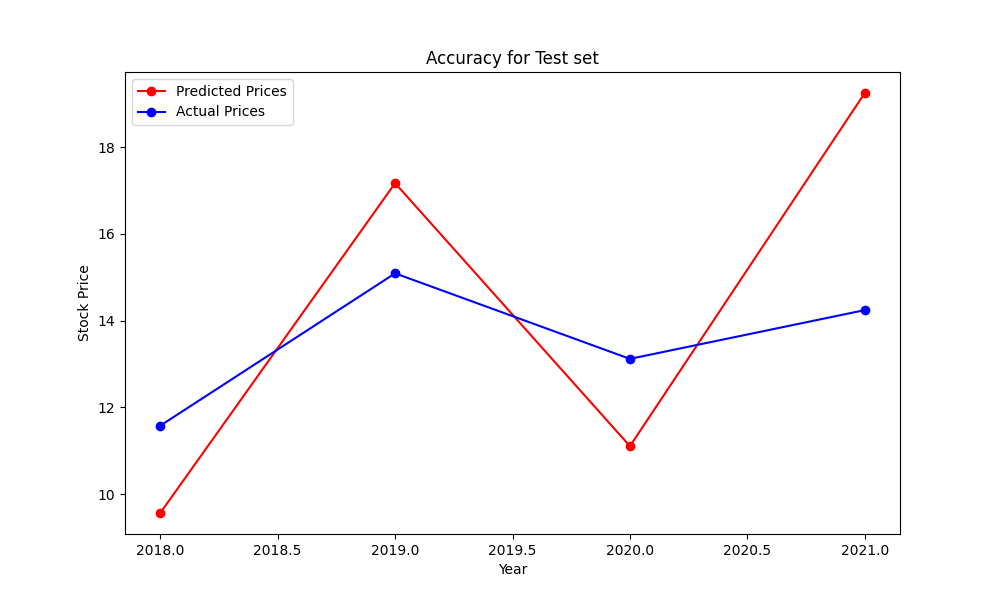 Accuracy for Test set
Predicted Prices
Actual Prices
Stock Price
18
16
14
12
10
2018.0 2018.5 2019.0 2019.5 2020.0 2020.5 2021.0
Year